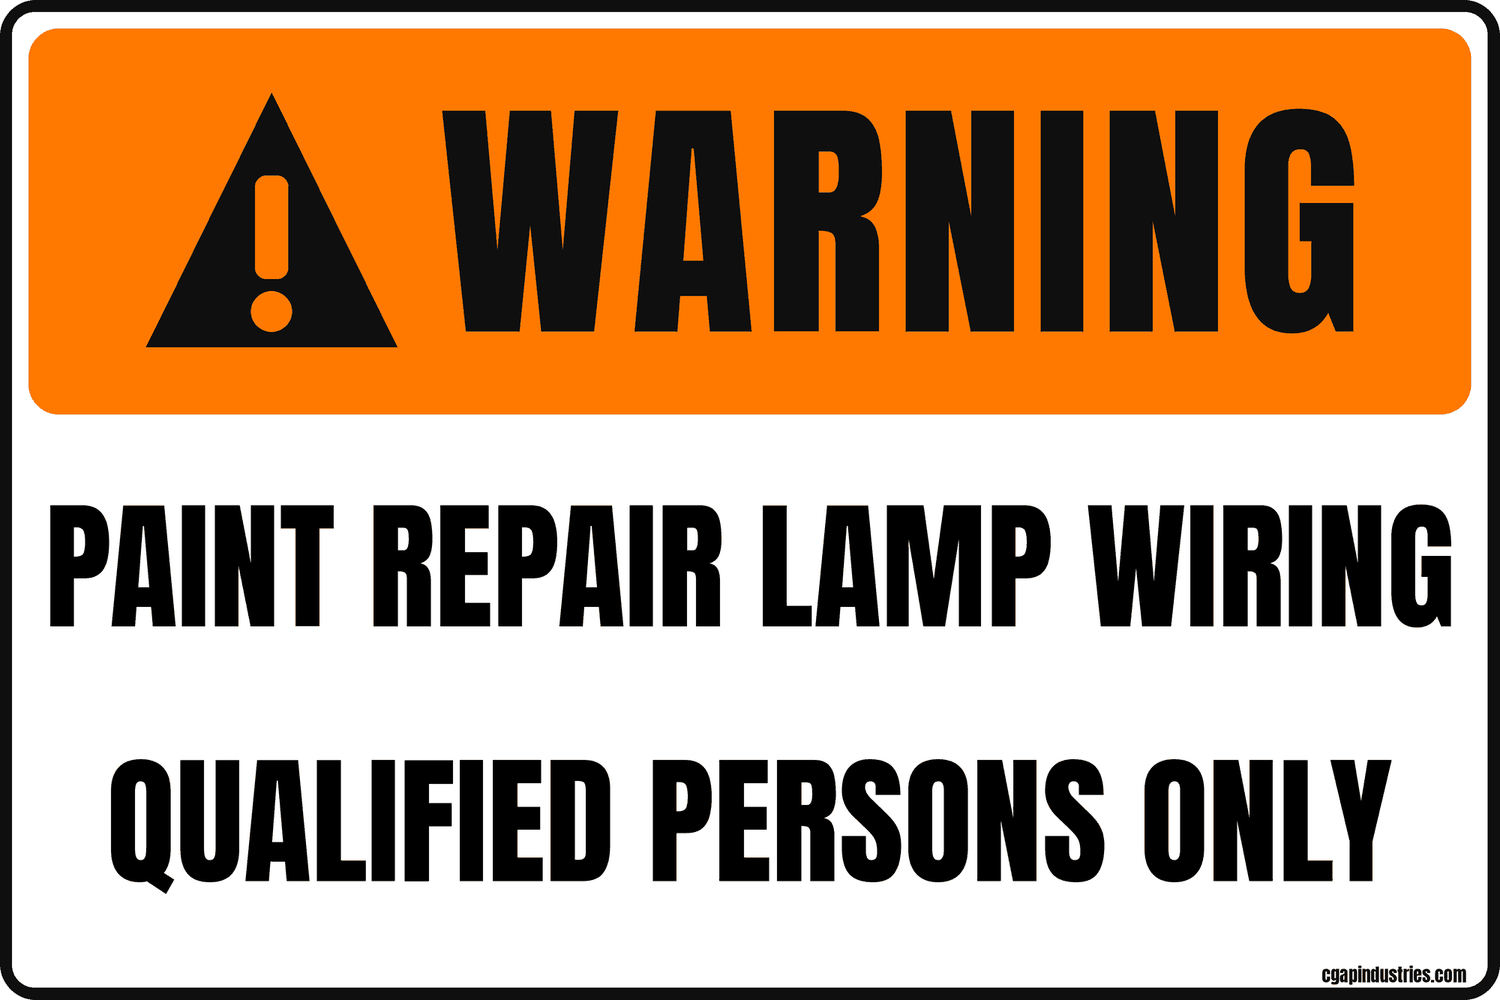 WARNING
PAINT REPAIR LAMP WIRING
QUALIFIED PERSONS ONLY
cgapindustries.com